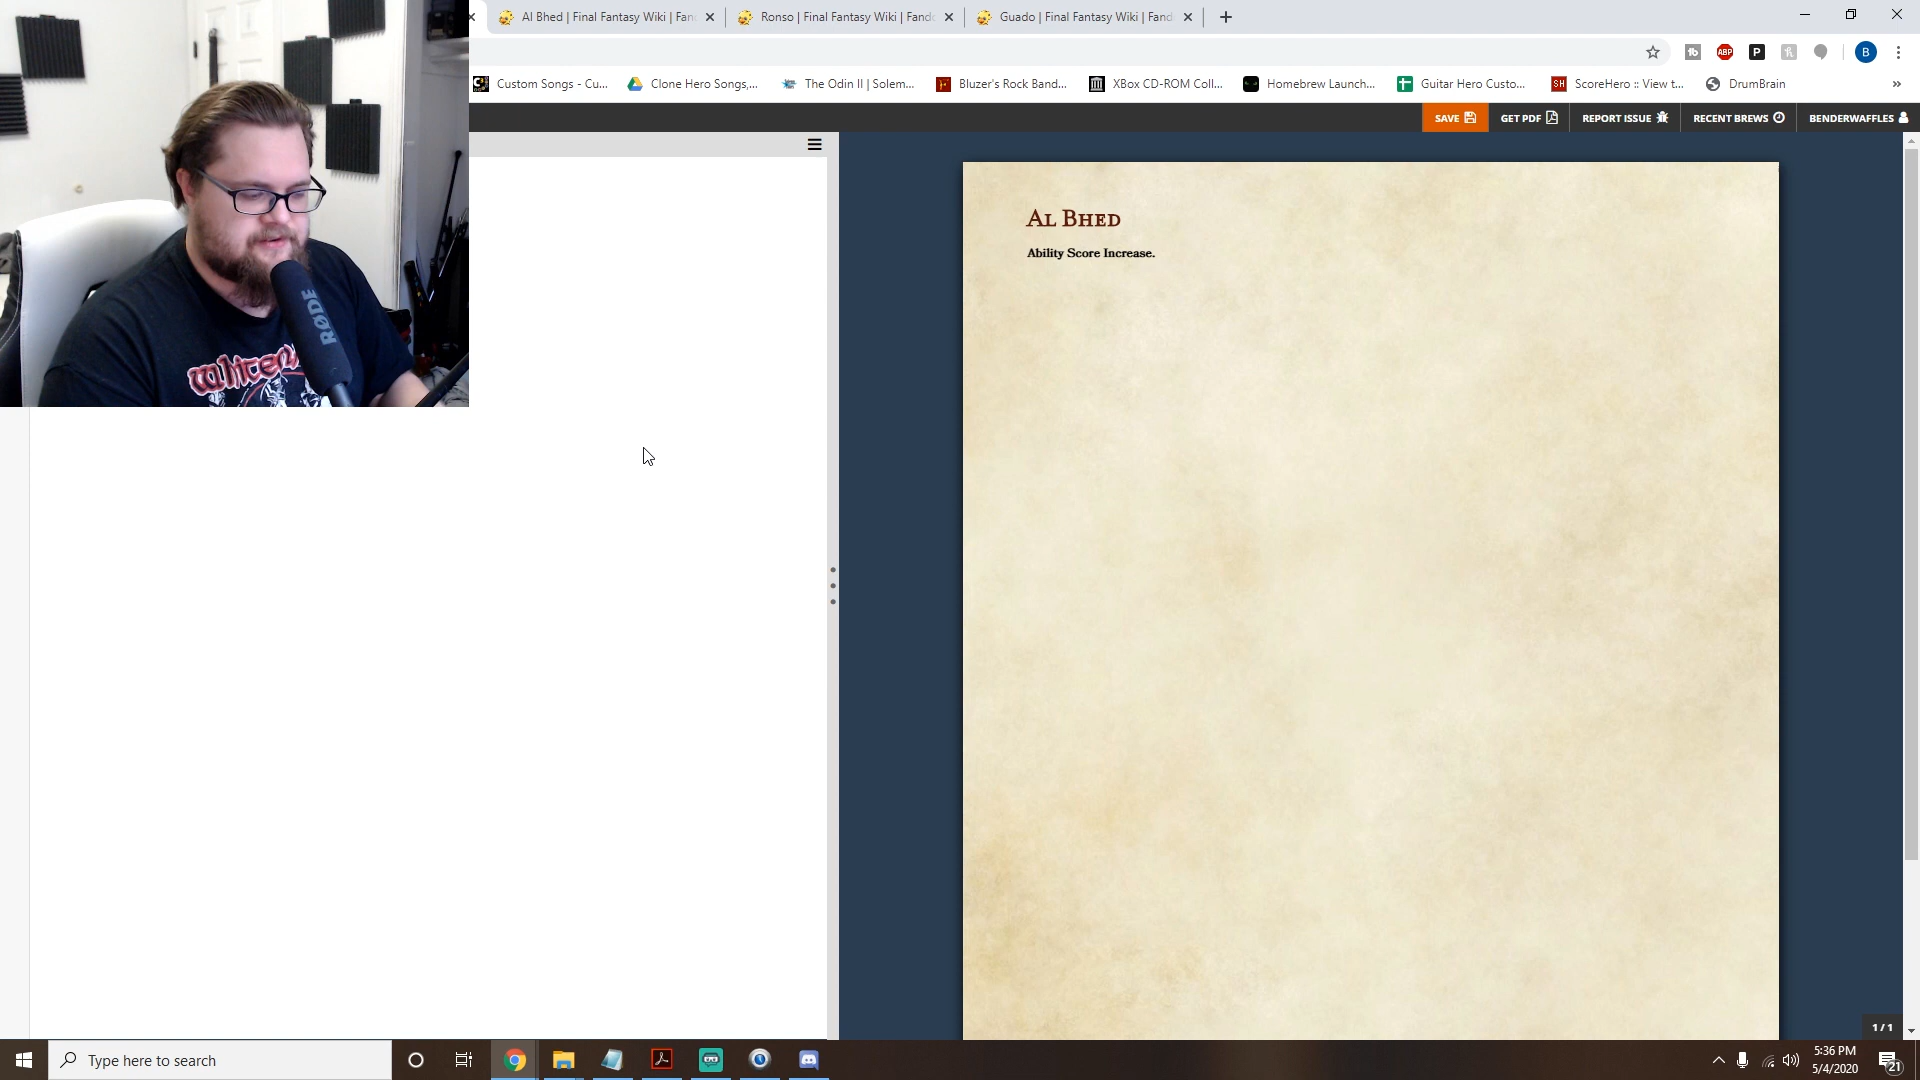 Al Bhed | Final Fantasy Wiki | Fan
Ronso | Final Fantasy Wiki | Fand
Guado | Final Fantasy Wiki | Fand
tb
ABP
P
B
Custom Songs - Cu...
Clone Hero Songs,...
The Odin II | Solem...
Bluzer's Rock Band...
XBox CD-ROM Coll...
Homebrew Launch...
Guitar Hero Custo...
SH
ScoreHero :: View t...
DrumBrain
»
SAVE
GET PDF
REPORT ISSUE
RECENT BREWS
BENDERWAFFLES
AL BHED
Ability Score Increase.
RØDE
1 / 1
Type here to search
5:36 PM
5/4/2020
21